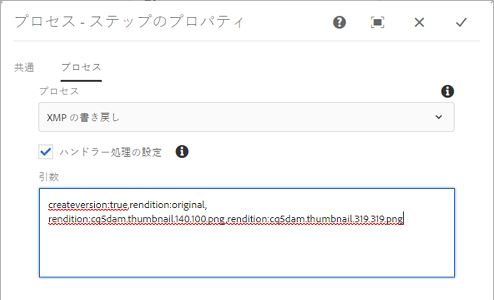 プロセス - ステップのプロパティ
共通 プロセス
プロセス
XMP の書き戻し
ハンドラー処理の設定
引数
createversion:true,rendition:original,
rendition:cq5dam.thumbnail.140.100.png,rendition:cq5dam.thumbnail.319.319.png